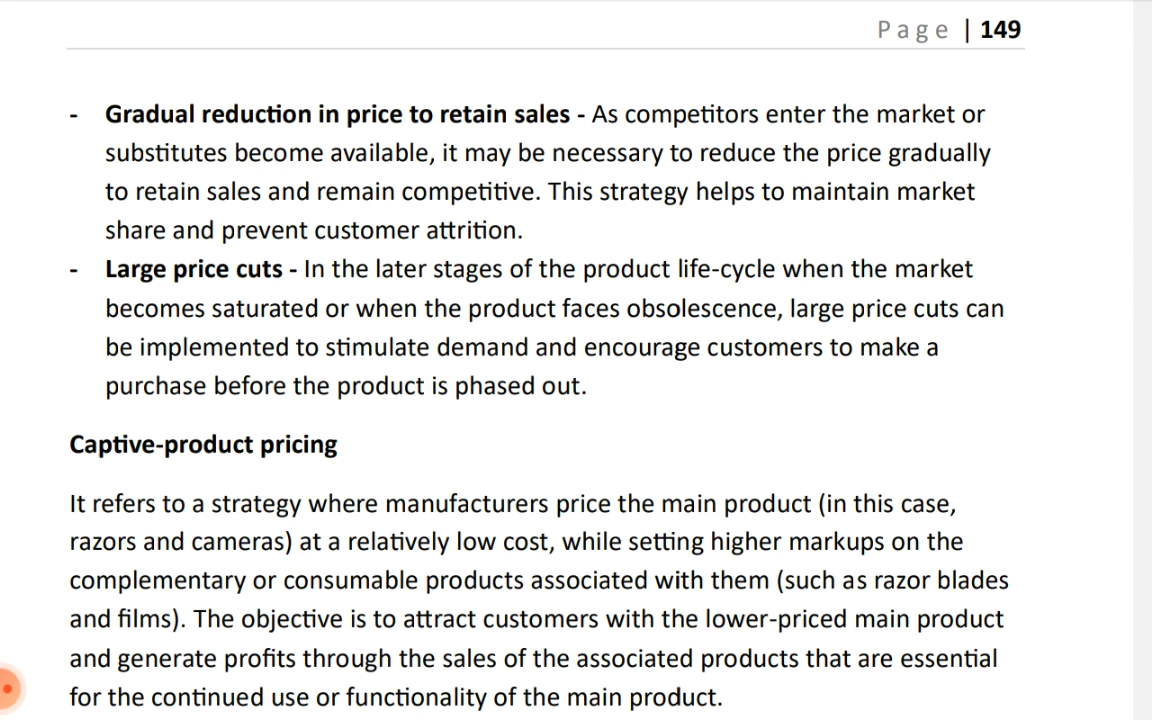 Page | 149
- Gradual reduction in price to retain sales - As competitors enter the market or
substitutes become available, it may be necessary to reduce the price gradually
to retain sales and remain competitive. This strategy helps to maintain market
share and prevent customer attrition.
- Large price cuts - In the later stages of the product life-cycle when the market
becomes saturated or when the product faces obsolescence, large price cuts can
be implemented to stimulate demand and encourage customers to make a
purchase before the product is phased out.
Captive-product pricing
It refers to a strategy where manufacturers price the main product (in this case,
razors and cameras) at a relatively low cost, while setting higher markups on the
complementary or consumable products associated with them (such as razor blades
and films). The objective is to attract customers with the lower-priced main product
and generate profits through the sales of the associated products that are essential
for the continued use or functionality of the main product.